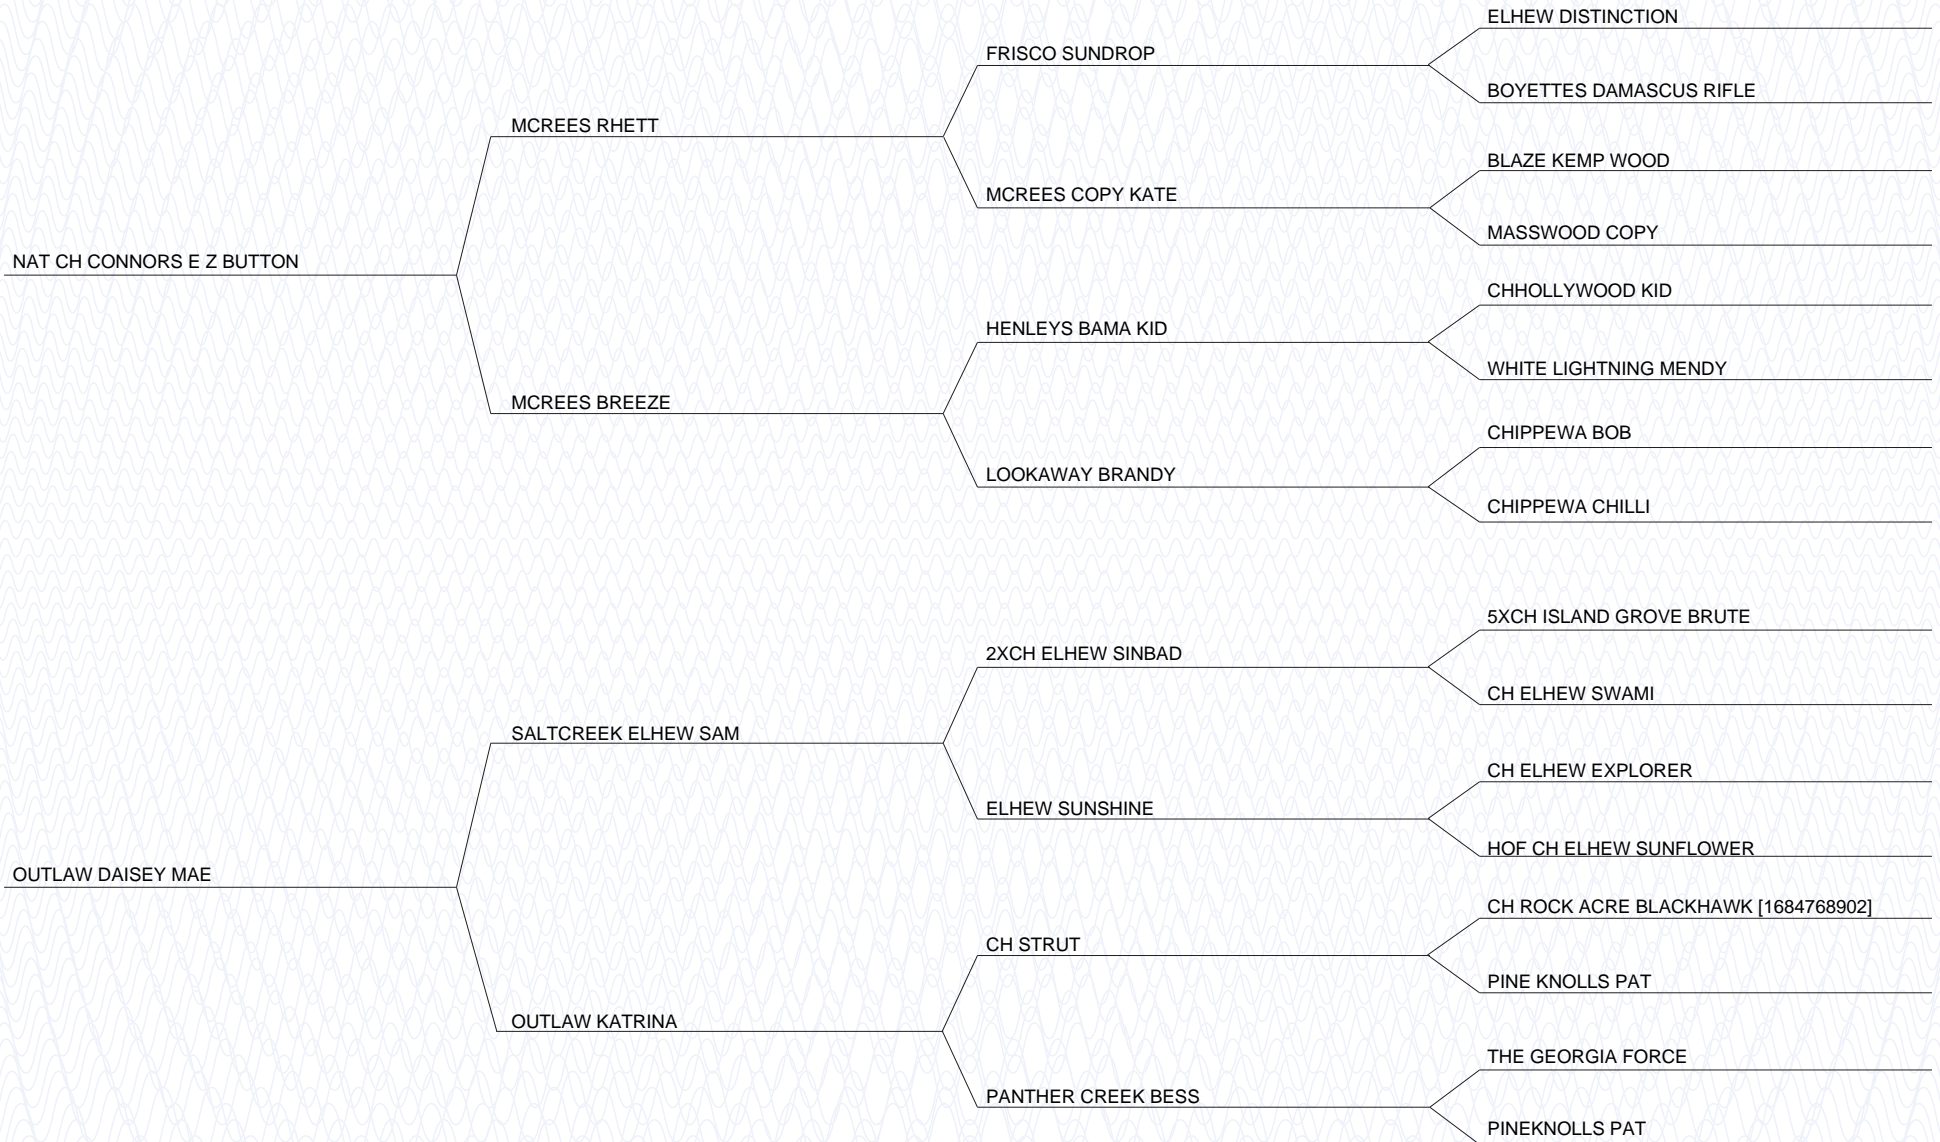 ELHEW DISTINCTION
FRISCO SUNDROP
BOYETTES DAMASCUS RIFLE
MCREES RHETT
BLAZE KEMP WOOD
MCREES COPY KATE
MASSWOOD COPY
NAT CH CONNORS E Z BUTTON
CHHOLLYWOOD KID
HENLEYS BAMA KID
WHITE LIGHTNING MENDY
MCREES BREEZE
CHIPPEWA BOB
LOOKAWAY BRANDY
CHIPPEWA CHILLI
5XCH ISLAND GROVE BRUTE
2XCH ELHEW SINBAD
CH ELHEW SWAMI
SALTCREEK ELHEW SAM
CH ELHEW EXPLORER
ELHEW SUNSHINE
HOF CH ELHEW SUNFLOWER
OUTLAW DAISEY MAE
CH ROCK ACRE BLACKHAWK [1684768902]
CH STRUT
PINE KNOLLS PAT
OUTLAW KATRINA
THE GEORGIA FORCE
PANTHER CREEK BESS
PINEKNOLLS PAT